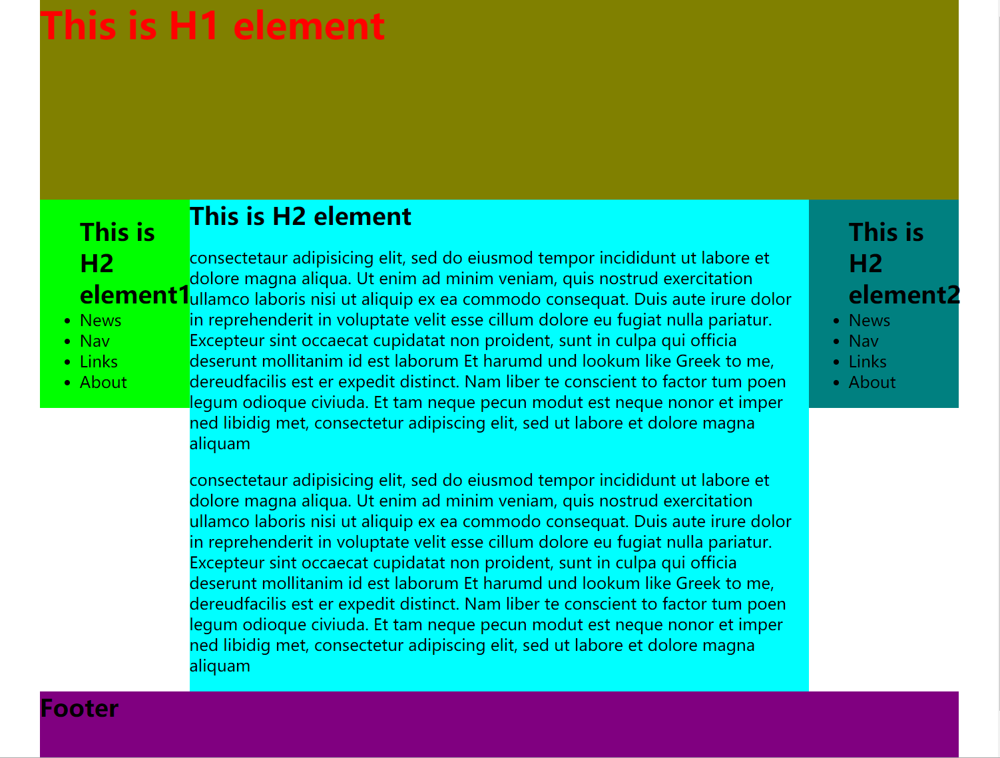 This is H1 element
This is
H2
element1
News
Nav
Links
About
This is H2 element
consectetaur adipisicing elit, sed do eiusmod tempor incididunt ut labore et
dolore magna aliqua. Ut enim ad minim veniam, quis nostrud exercitation
ullamco laboris nisi ut aliquip ex ea commodo consequat. Duis aute irure dolor
in reprehenderit in voluptate velit esse cillum dolore eu fugiat nulla pariatur.
Excepteur sint occaecat cupidatat non proident, sunt in culpa qui officia
deserunt mollitanim id est laborum Et harumd und lookum like Greek to me,
dereudfacilis est er expedit distinct. Nam liber te conscient to factor tum poen
legum odioque civiuda. Et tam neque pecun modut est neque nonor et imper
ned libidig met, consectetur adipiscing elit, sed ut labore et dolore magna
aliquam
consectetaur adipisicing elit, sed do eiusmod tempor incididunt ut labore et
dolore magna aliqua. Ut enim ad minim veniam, quis nostrud exercitation
ullamco laboris nisi ut aliquip ex ea commodo consequat. Duis aute irure dolor
in reprehenderit in voluptate velit esse cillum dolore eu fugiat nulla pariatur.
Excepteur sint occaecat cupidatat non proident, sunt in culpa qui officia
deserunt mollitanim id est laborum Et harumd und lookum like Greek to me,
dereudfacilis est er expedit distinct. Nam liber te conscient to factor tum poen
legum odioque civiuda. Et tam neque pecun modut est neque nonor et imper
ned libidig met, consectetur adipiscing elit, sed ut labore et dolore magna
aliquam
This is
H2
element2
News
Nav
Links
About
Footer